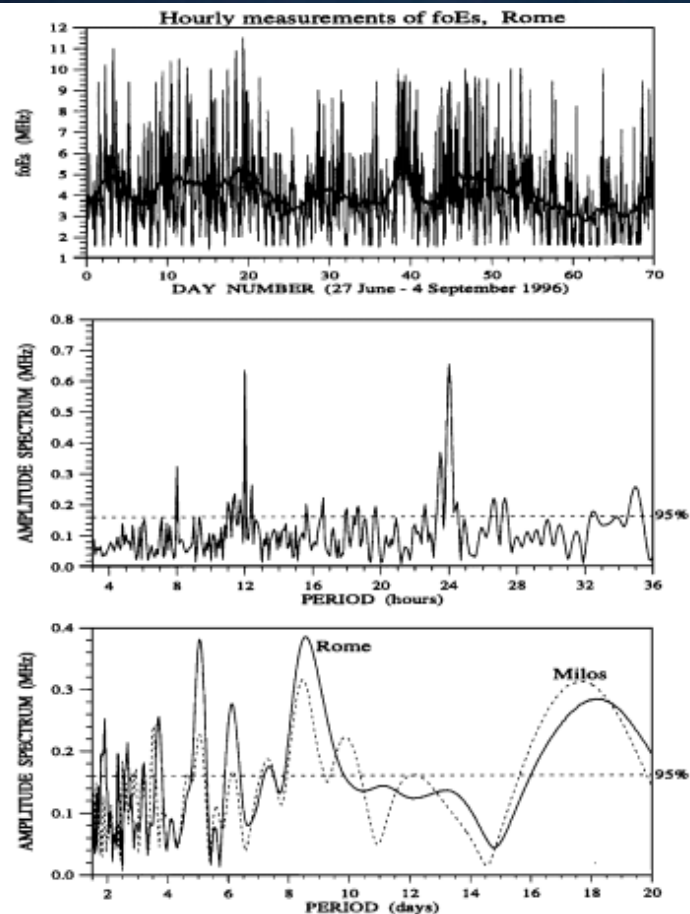 Hourly measurements of foEs, Rome
foEs (MHz)
12
11
10
9
8
7
6
5
4
3
2
1
0 10 20 30 40 50 60 70
DAY NUMBER (27 June - 4 September 1996)
AMPLITUDE SPECTRUM (MHz)
0.8
0.7
0.6
0.5
0.4
0.3
0.2
0.1
0.0
95%
4 8 12 16 20 24 28 32 36
PERIOD (hours)
AMPLITUDE SPECTRUM (MHz)
0.4
0.3
0.2
0.1
0.0
Rome
Milos
95%
2 4 6 8 10 12 14 16 18 20
PERIOD (days)